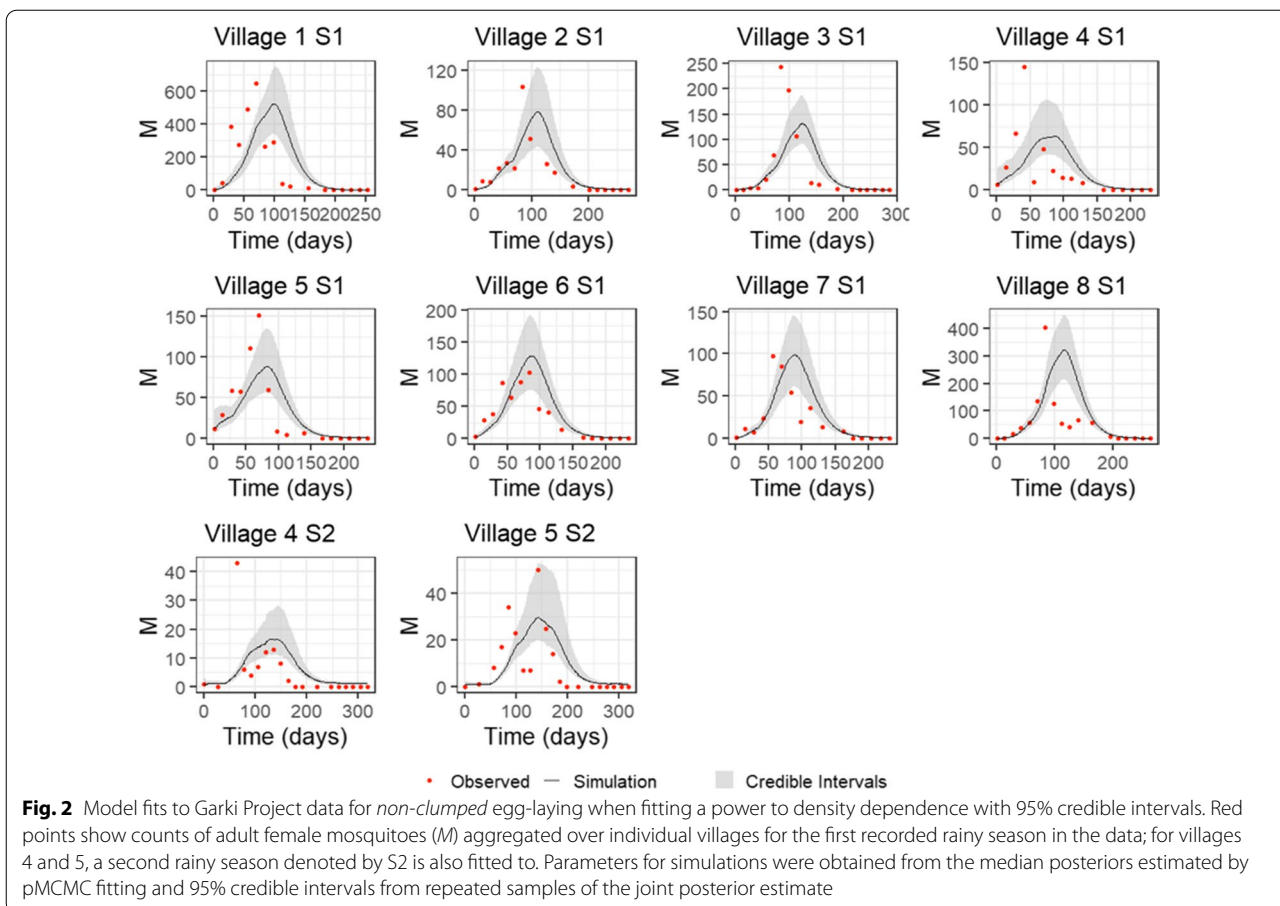 Village 1 S1
Village 2 S1
Village 3 S1
Village 4 S1
M
600
400
200
0
0 50 100 150200250
Time (days)
M
120
80
40
0
0 100 200
Time (days)
M
250
200
150
100
50
0
0 100 200 300
Time (days)
M
150
100
50
0
0 50 100 150 200
Time (days)
Village 5 S1
Village 6 S1
Village 7 S1
Village 8 S1
M
150
100
50
0
0 50 100 150200
Time (days)
M
200
150
100
50
0
0 50 100 150 200
Time (days)
M
150
100
50
0
0 50 100 150200
Time (days)
M
400
300
200
100
0
0 100 200
Time (days)
Village 4 S2
Village 5 S2
M
40
30
20
10
0
0 100 200 300
Time (days)
M
40
20
0
0 100 200 300
Time (days)
Observed Simulation Credible Intervals
Fig. 2 Model fits to Garki Project data for non-clumped egg-laying when fitting a power to density dependence with 95% credible intervals. Red
points show counts of adult female mosquitoes (M) aggregated over individual villages for the first recorded rainy season in the data; for villages
4 and 5, a second rainy season denoted by S2 is also fitted to. Parameters for simulations were obtained from the median posteriors estimated by
pMCMC fitting and 95% credible intervals from repeated samples of the joint posterior estimate